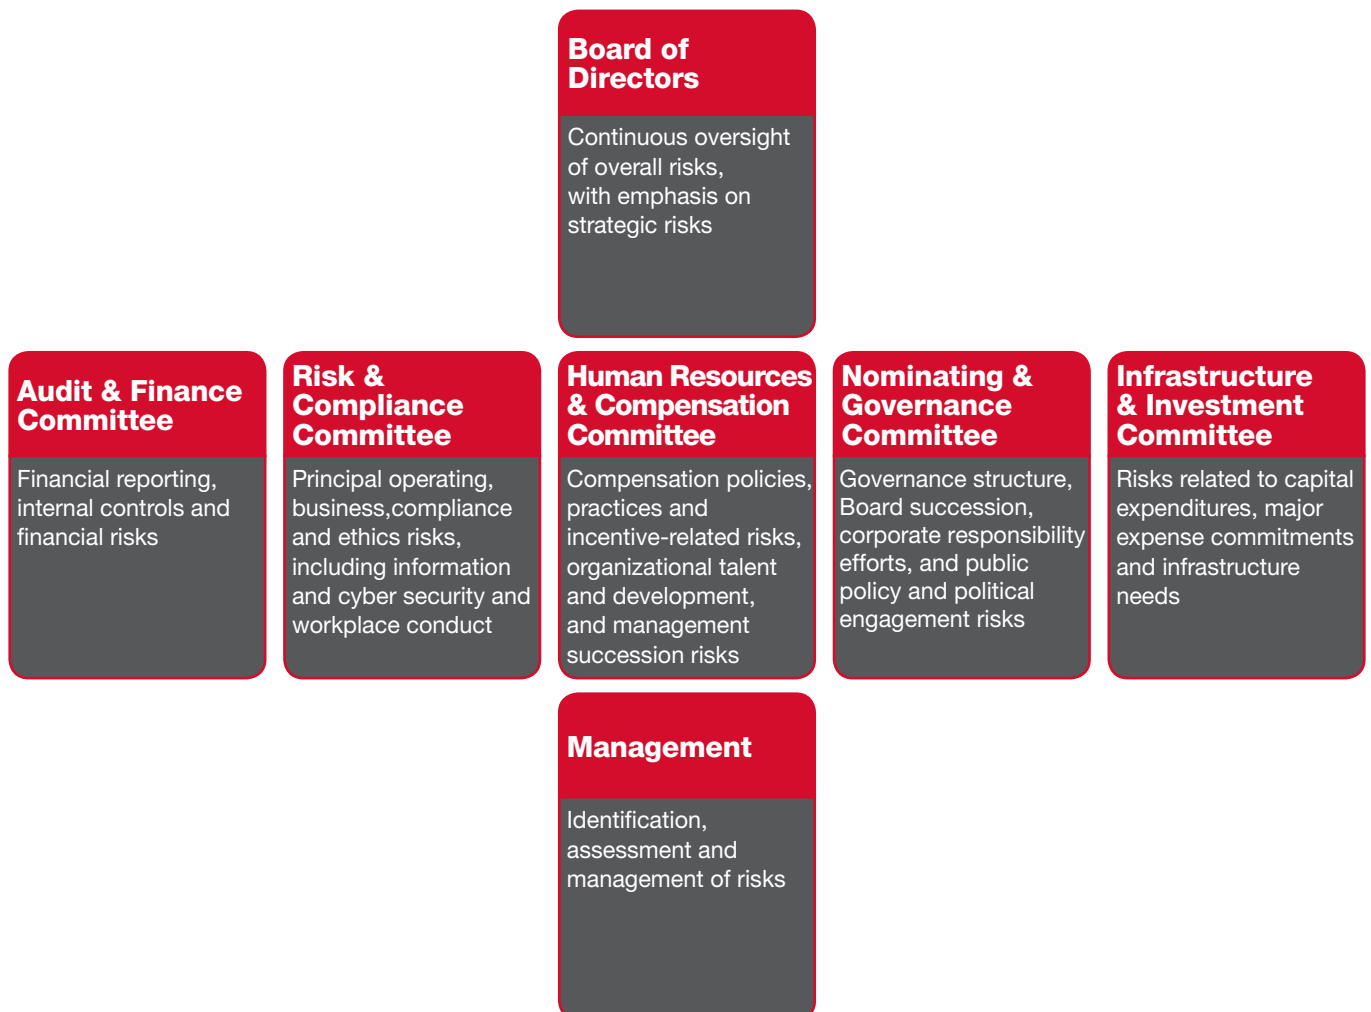 Board of
Directors
Continuous oversight
of overall risks,
with emphasis on
strategic risks
Audit & Finance
Committee
Financial reporting,
internal controls and
financial risks
Risk &
Compliance
Committee
Principal operating,
business,compliance
and ethics risks,
including information
and cyber security and
workplace conduct
Human Resources
& Compensation
Committee
Compensation policies,
practices and
incentive-related risks,
organizational talent
and development,
and management
succession risks
Nominating &
Governance
Committee
Governance structure,
Board succession,
corporate responsibility
efforts, and public
policy and political
engagement risks
Infrastructure
& Investment
Committee
Risks related to capital
expenditures, major
expense commitments
and infrastructure
needs
Management
Identification,
assessment and
management of risks